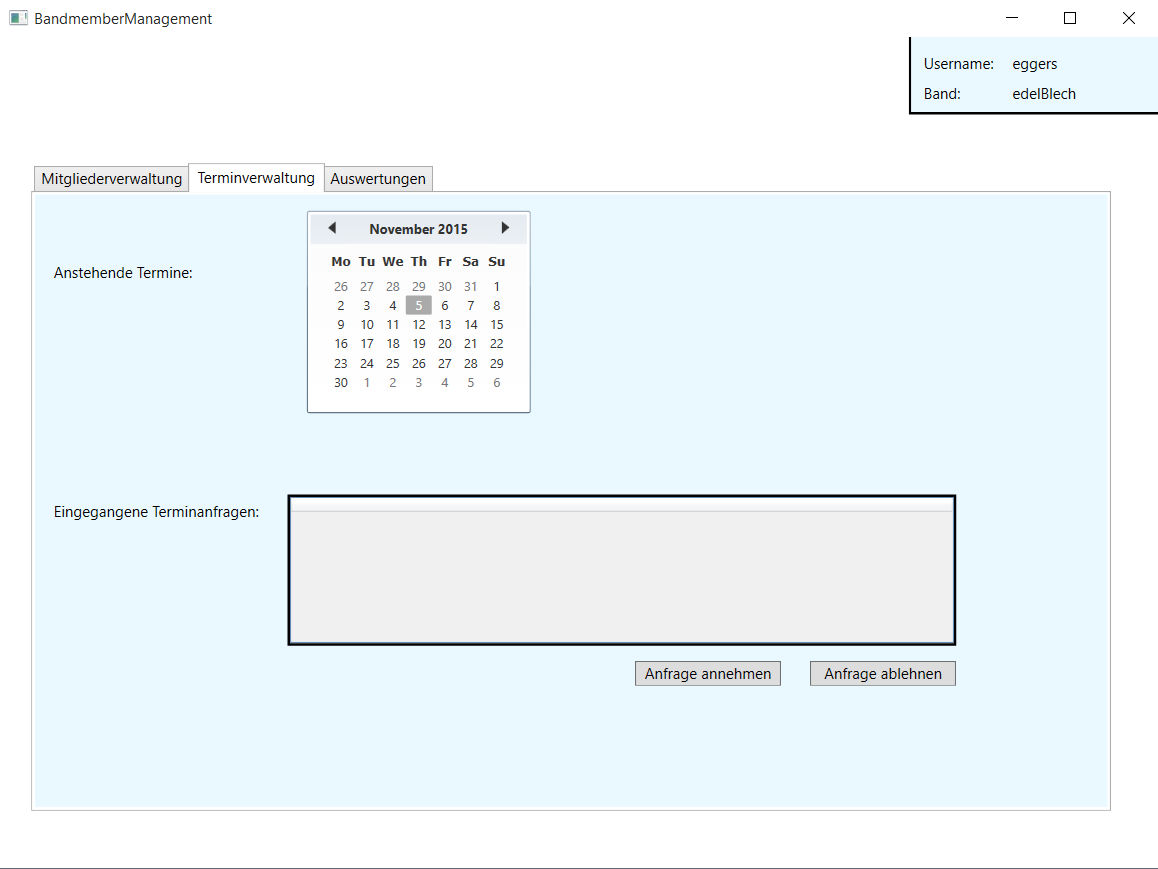 BandmemberManagement
Username: eggers
Band: edelBlech
Mitgliederverwaltung Terminverwaltung Auswertungen
November 2015
Anstehende Termine:
Mo Tu We Th Fr Sa Su
26 27 28 29 30 31 1
2 3 4 5 6 7 8
9 10 11 12 13 14 15
16 17 18 19 20 21 22
23 24 25 26 27 28 29
30 1 2 3 4 5 6
Eingegangene Terminanfragen:
Anfrage annehmen Anfrage ablehnen